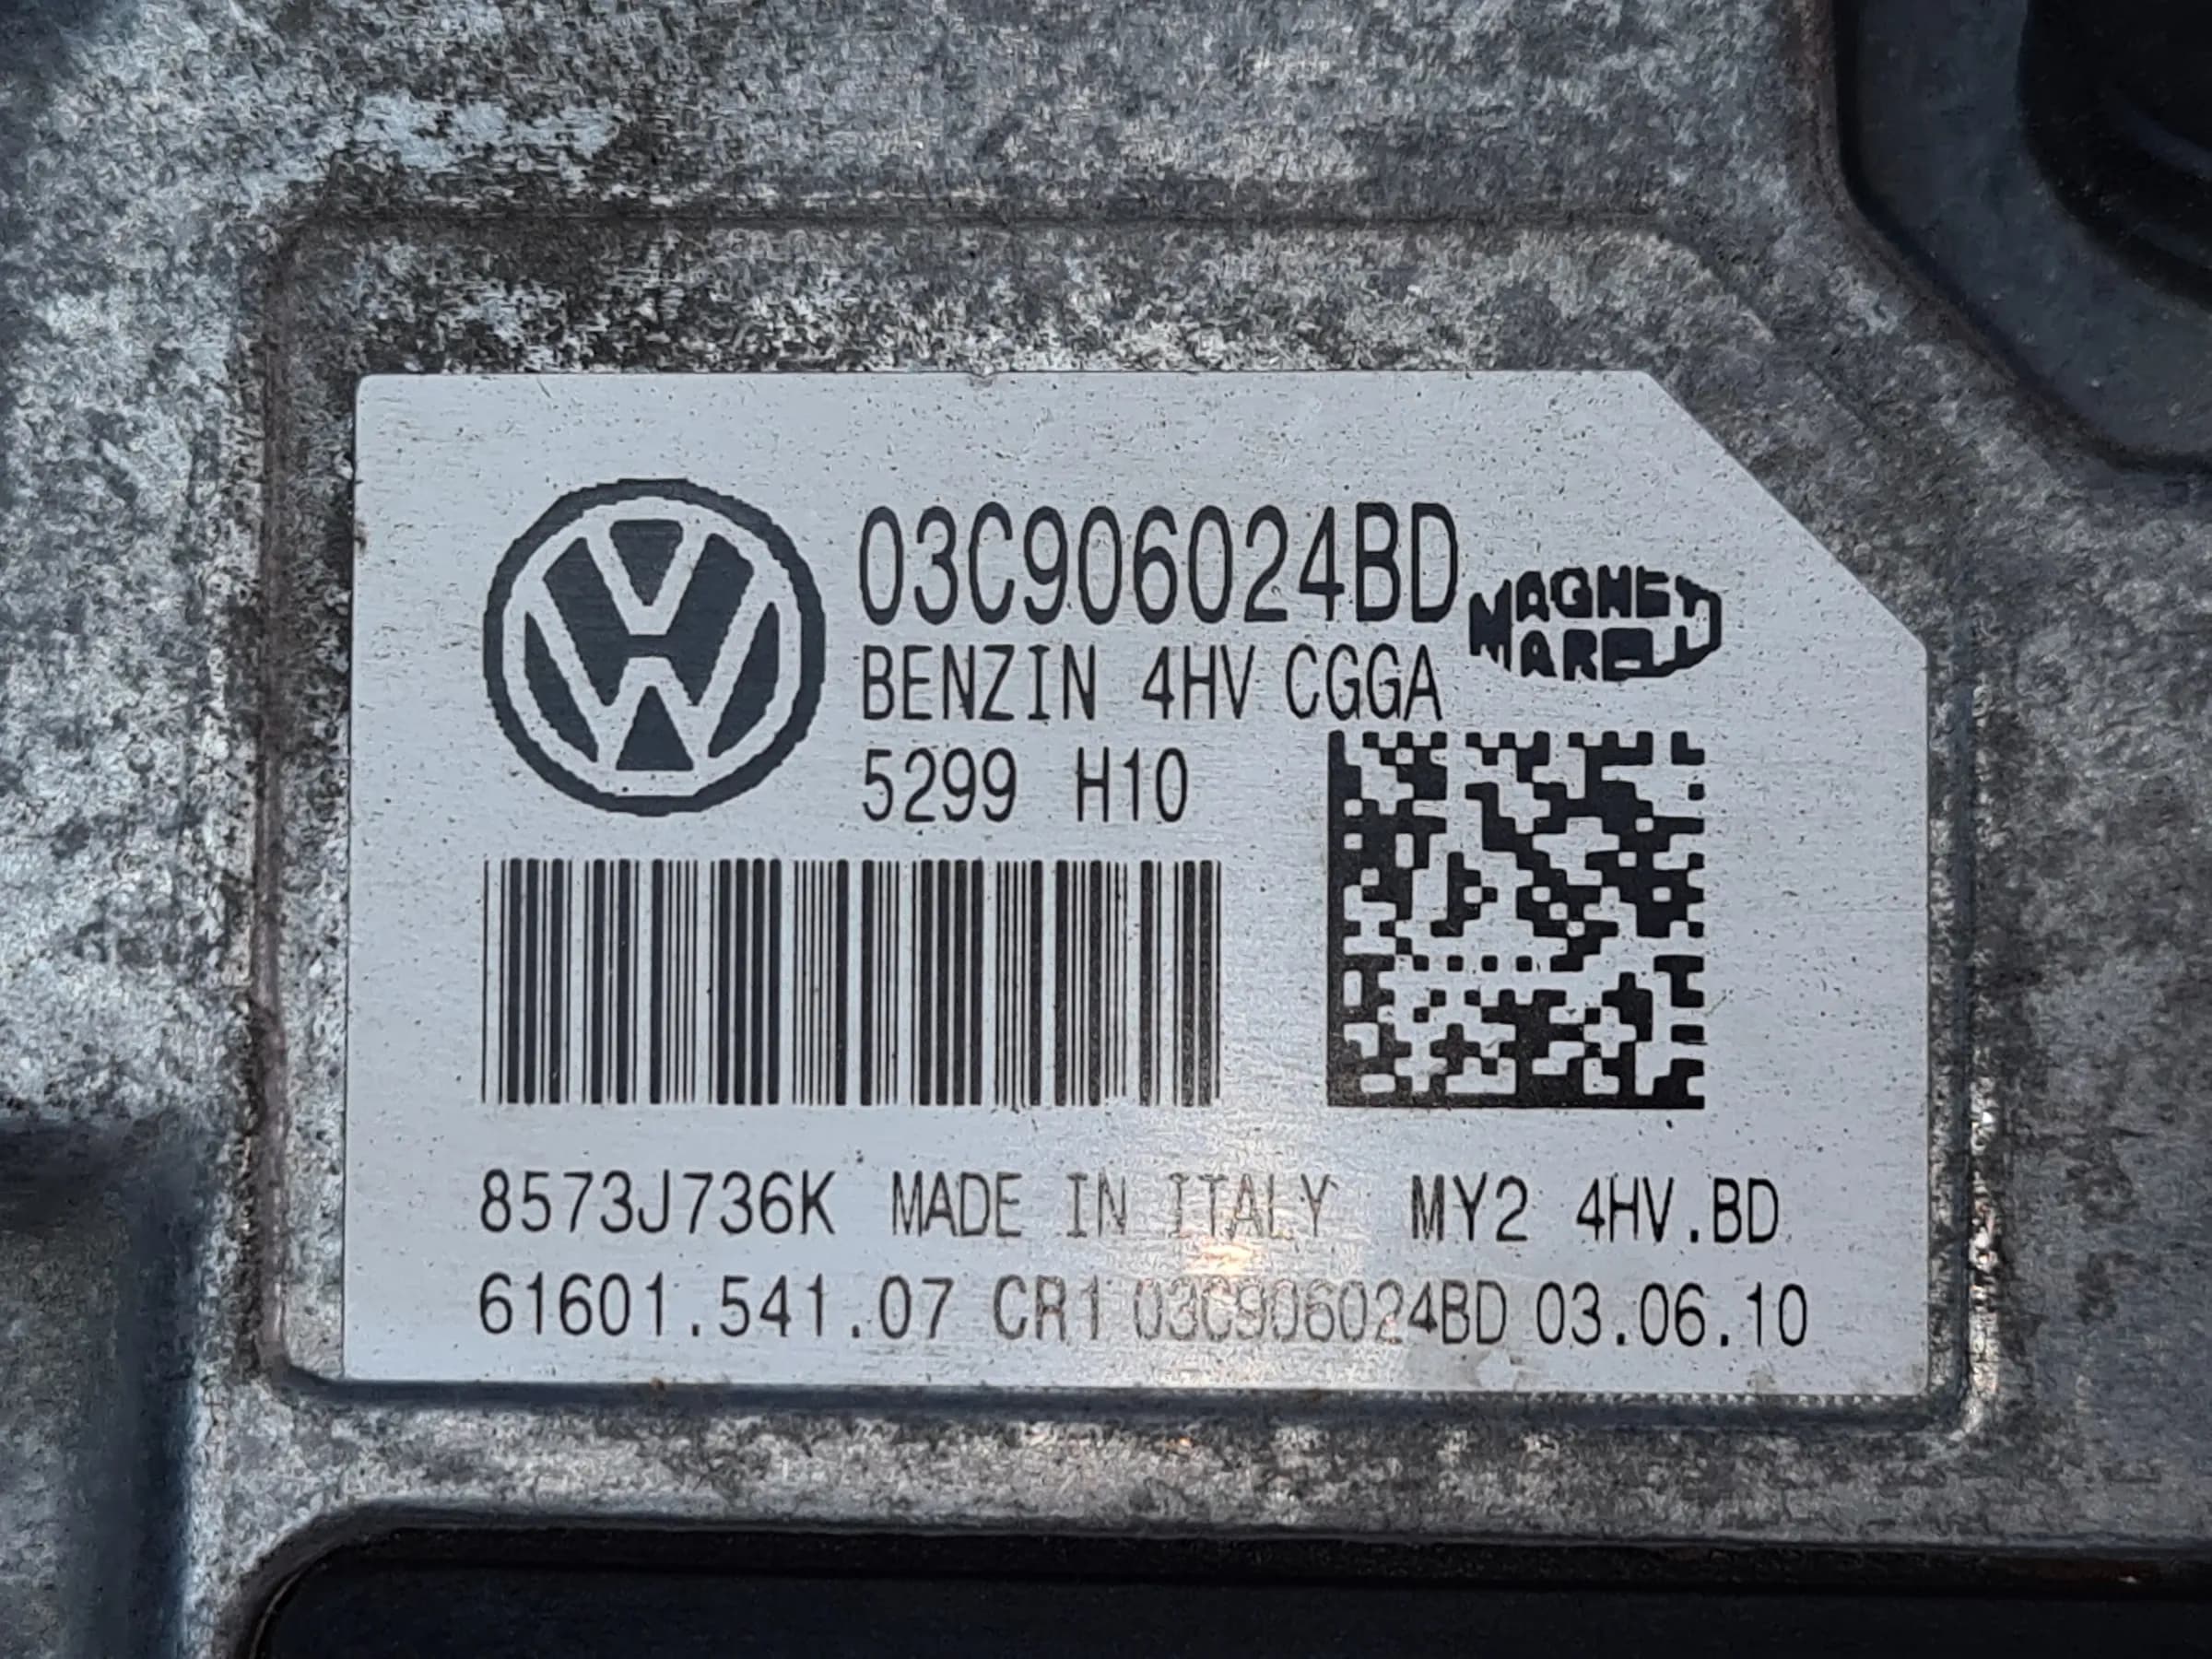 03C906024BD
MAGNETI
MARELLI
BENZIN 4HV CGGA
5299 H10
8573J736K MADE IN ITALY MY2 4HV.BD
61601.541.07 CR1 03C906024BD 03.06.10